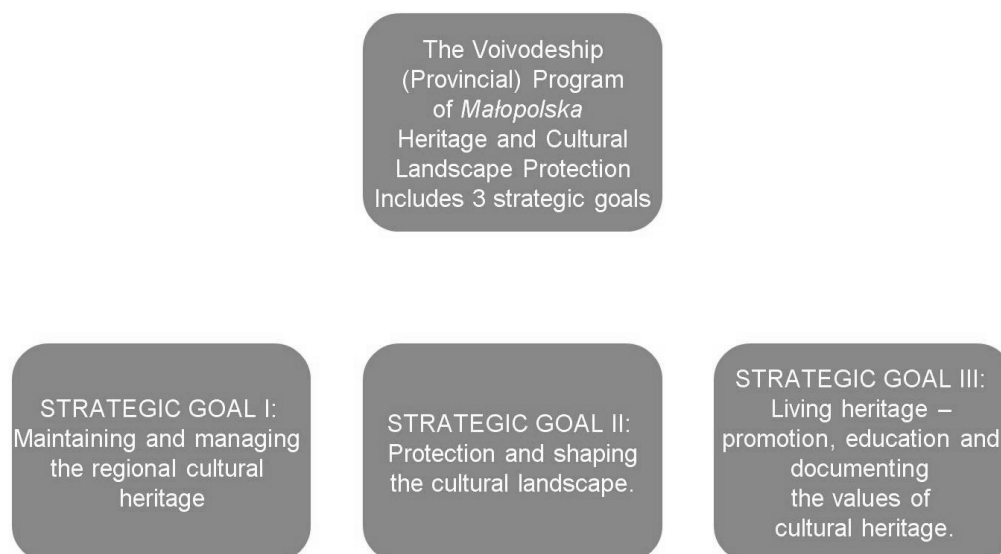 The Voivodeship
(Provincial) Program
of Małopolska
Heritage and Cultural
Landscape Protection
Includes 3 strategic goals
STRATEGIC GOAL I:
Maintaining and managing
the regional cultural
heritage
STRATEGIC GOAL II:
Protection and shaping
the cultural landscape.
STRATEGIC GOAL III:
Living heritage –
promotion, education and
documenting
the values of
cultural heritage.